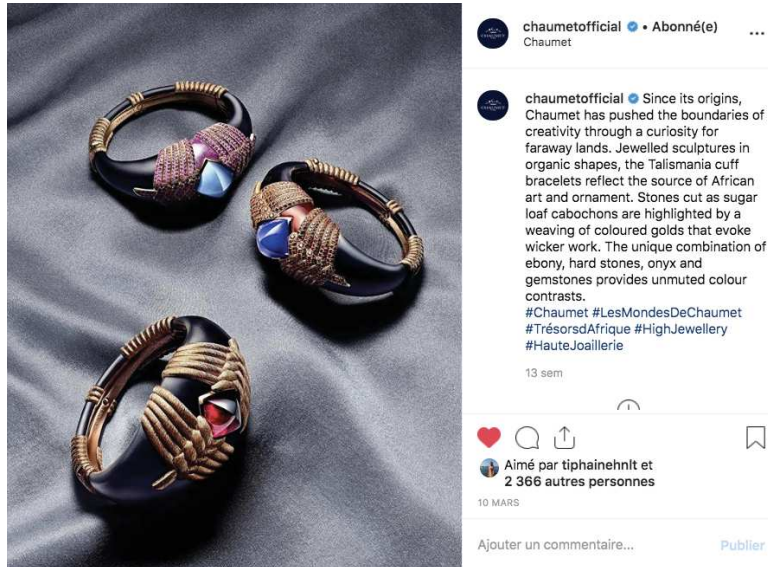 chaumetofficial • Abonné(e)
Chaumet
chaumetofficial Since its origins,
Chaumet has pushed the boundaries of
creativity through a curiosity for
faraway lands. Jewelled sculptures in
organic shapes, the Talismania cuff
bracelets reflect the source of African
art and ornament. Stones cut as sugar
loaf cabochons are highlighted by a
weaving of coloured golds that evoke
wicker work. The unique combination of
ebony, hard stones, onyx and
gemstones provides unmuted colour
contrasts.
#Chaumet #LesMondesDeChaumet
#TrésorsdAfrique #HighJewellery
#HauteJoaillerie
13 sem
Aimé par tiphainehnlt et
2 366 autres personnes
10 MARS
Ajouter un commentaire... Publier